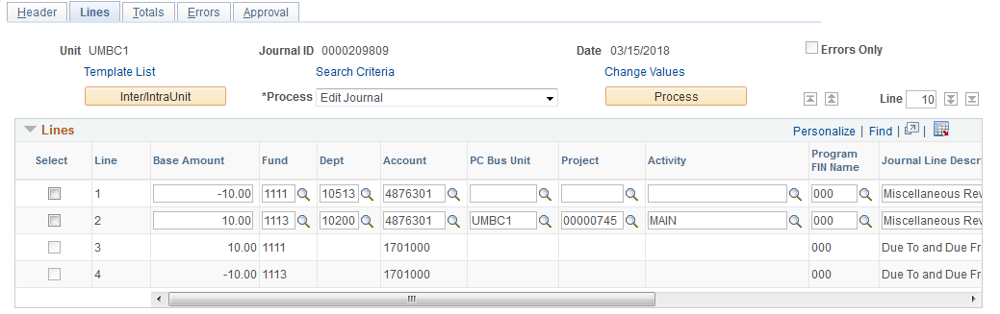 Header Lines Totals Errors Approval
Unit UMBC1 Journal ID 0000209809 Date 03/15/2018 Errors Only
Template List Search Criteria Change Values
Inter/IntraUnit *Process Edit Journal Process Line 10
Lines Personalize | Find | |
Select Line Base Amount Fund Dept Account PC Bus Unit Project Activity Program FIN Name Journal Line Descr
1 -10.00 1111 10513 4876301 000 Miscellaneous Rev
2 10.00 1113 10200 4876301 UMBC1 00000745 MAIN 000 Miscellaneous Rev
3 10.00 1111 1701000 000 Due To and Due Fr
4 -10.00 1113 1701000 000 Due To and Due Fr